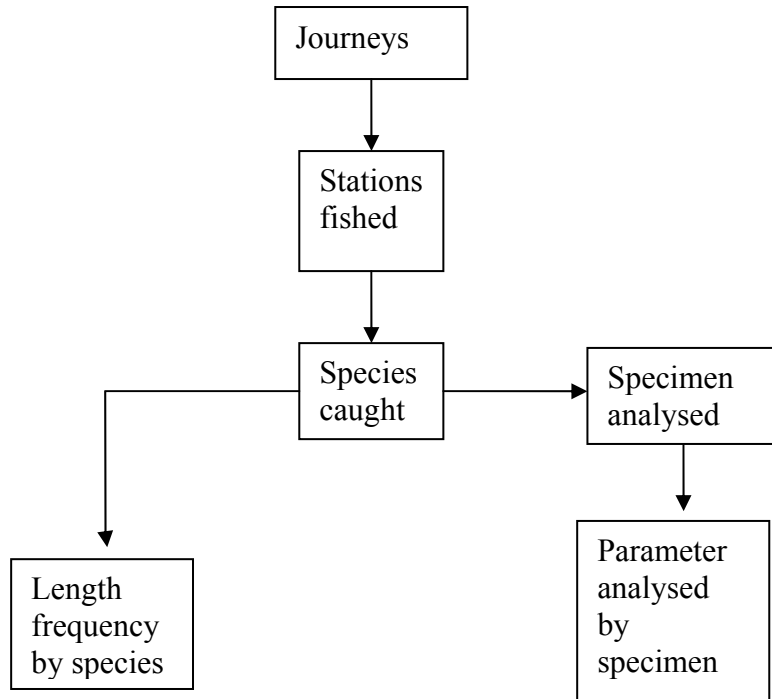 Journeys
Stations
fished
Species
caught
Specimen
analysed
Length
frequency
by species
Parameter
analysed
by
specimen